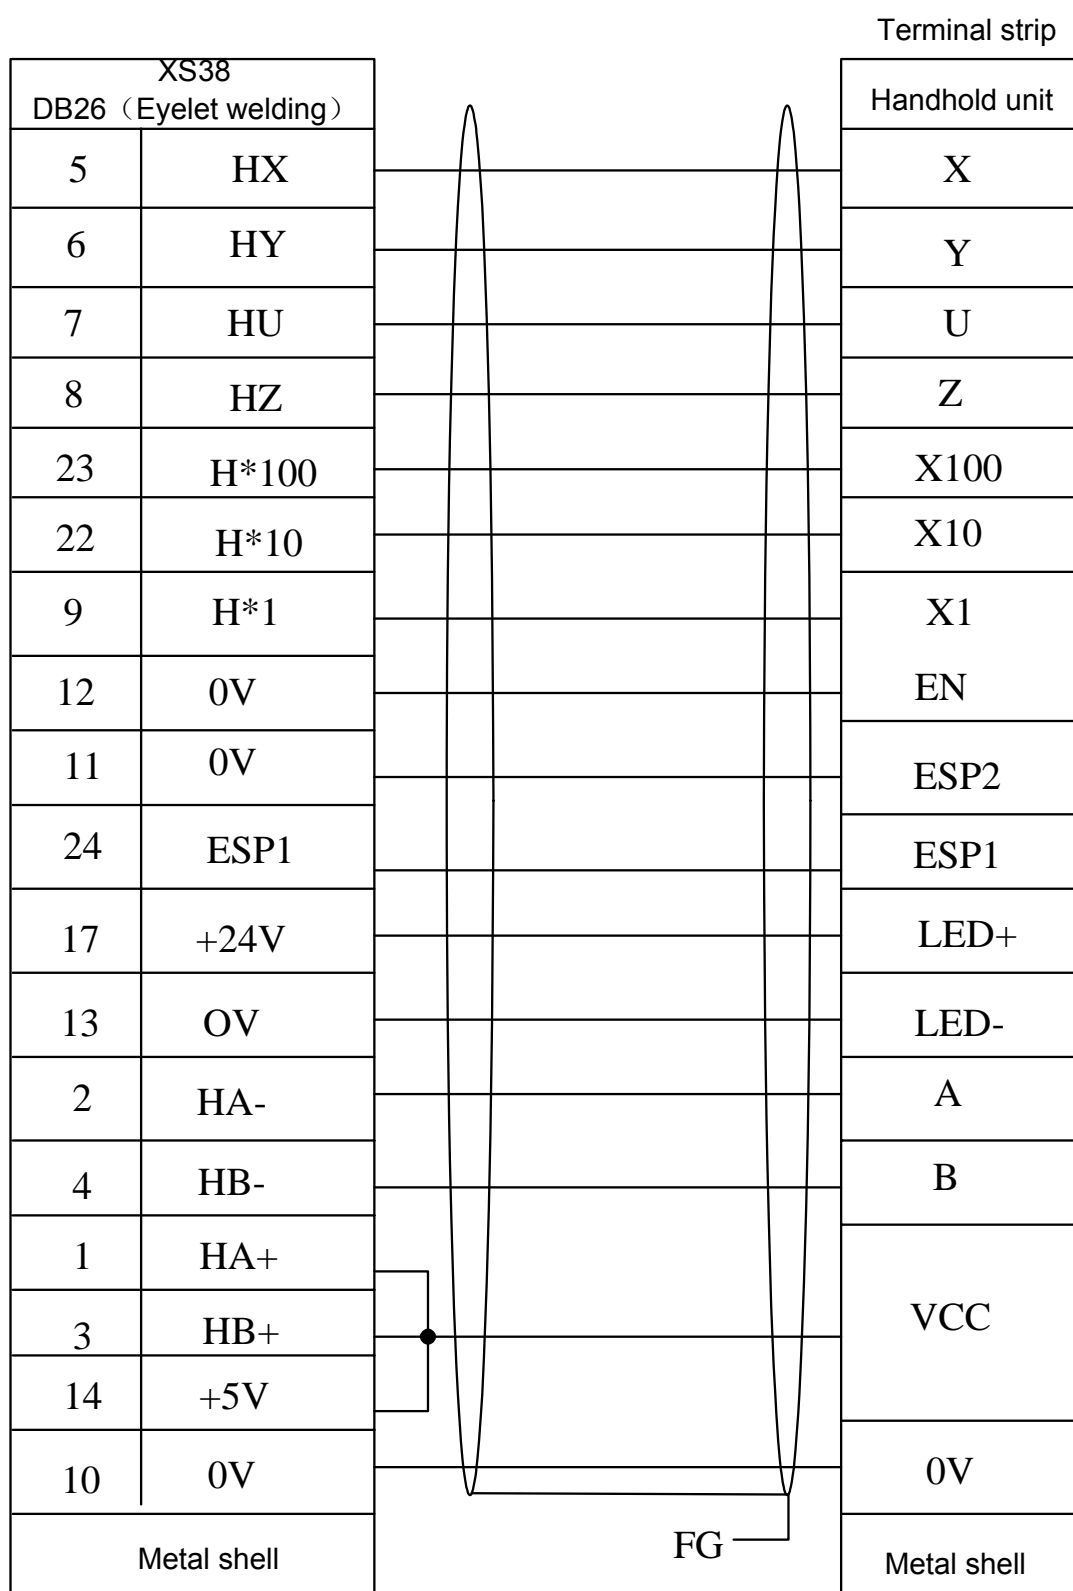 Terminal strip
XS38
DB26（Eyelet welding）
Handhold unit
5 HX X
6 HY Y
7 HU U
8 HZ Z
23 H*100 X100
22 H*10 X10
9 H*1 X1
12 0V EN
11 0V ESP2
24 ESP1 ESP1
17 +24V LED+
13 OV LED-
2 HA- A
4 HB- B
1 HA+
3 HB+ VCC
14 +5V
10 0V 0V
FG
Metal shell Metal shell